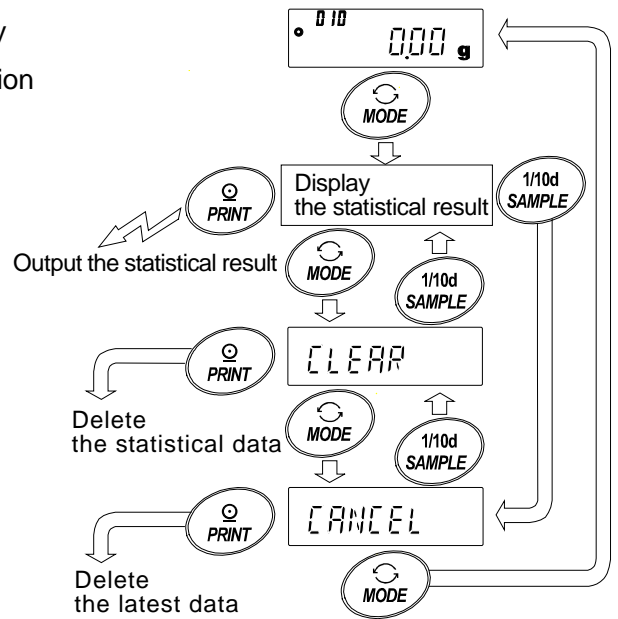 y
ion
010
0.00 g
MODE
Display
the statistical result
1/10d
SAMPLE
PRINT
Output the statistical result
MODE
1/10d
SAMPLE
PRINT
CLEAR
Delete
the statistical data
MODE
1/10d
SAMPLE
PRINT
CANCEL
Delete
the latest data
MODE